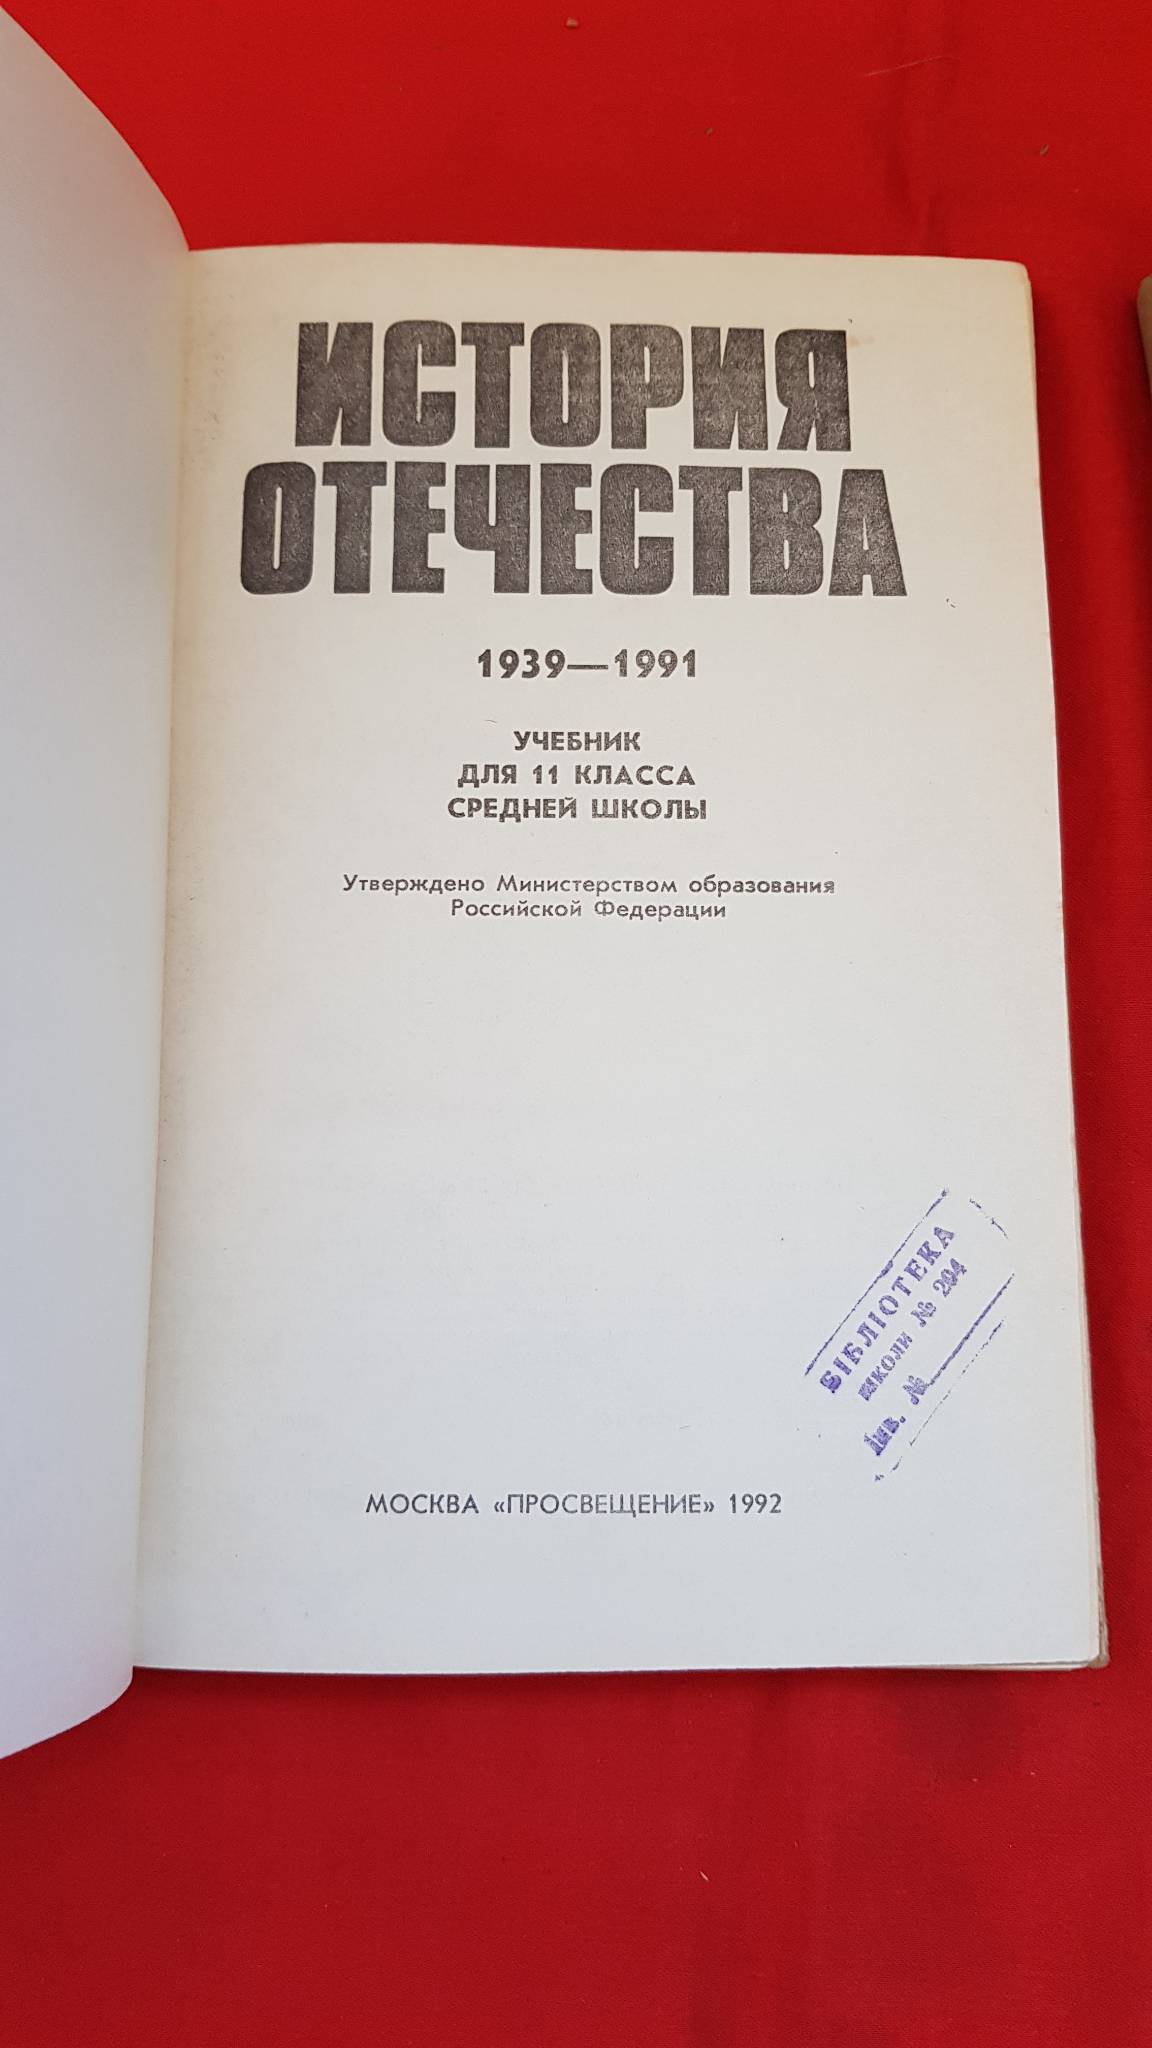 ИСТОРИЯ
ОТЕЧЕСТВА
1939—1991
УЧЕБНИК
ДЛЯ 11 КЛАССА
СРЕДНЕЙ ШКОЛЫ
Утверждено Министерством образования
Российской Федерации
БІБЛІОТЕКА
школи № 204
Інв. №
МОСКВА «ПРОСВЕЩЕНИЕ» 1992